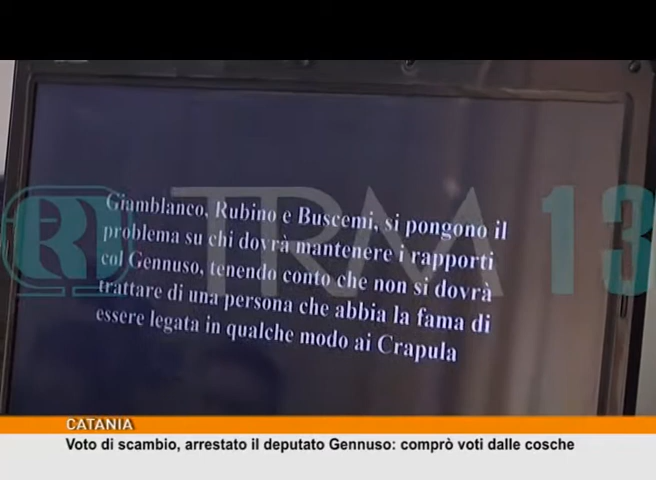 Giamblanco, Rubino e Buscemi, si pongono il
problema su chi dovrà mantenere i rapporti
col Gennuso, tenendo conto che non si dovrà
trattare di una persona che abbia la fama di
essere legata in qualche modo ai Crapula
R TRM 13
CATANIA
Voto di scambio, arrestato il deputato Gennuso: comprò voti dalle cosche